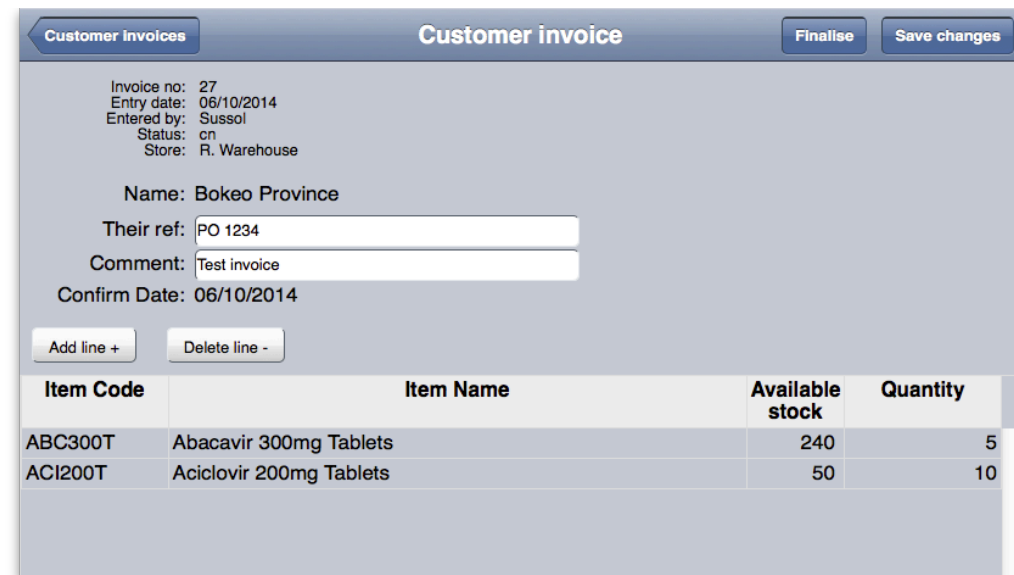 Customer Invoices
Customer invoice
Finalise
Save changes
Invoice no: 27
Entry date: 06/10/2014
Entered by: Sussol
Status: cn
Store: R. Warehouse
Name: Bokeo Province
Their ref: PO 1234
Comment: Test invoice
Confirm Date: 06/10/2014
Add line +
Delete line -
Item Code Item Name Available stock Quantity
ABC300T Abacavir 300mg Tablets 240 5
ACI200T Aciclovir 200mg Tablets 50 10